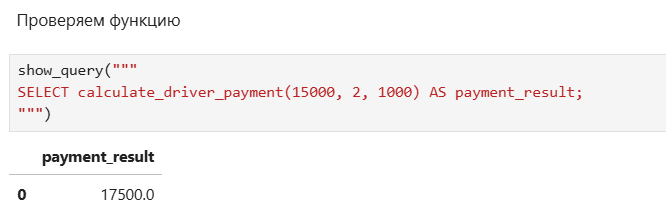 Проверяем функцию
show_query("""
SELECT calculate_driver_payment(15000, 2, 1000) AS payment_result;
""")
payment_result
0 17500.0